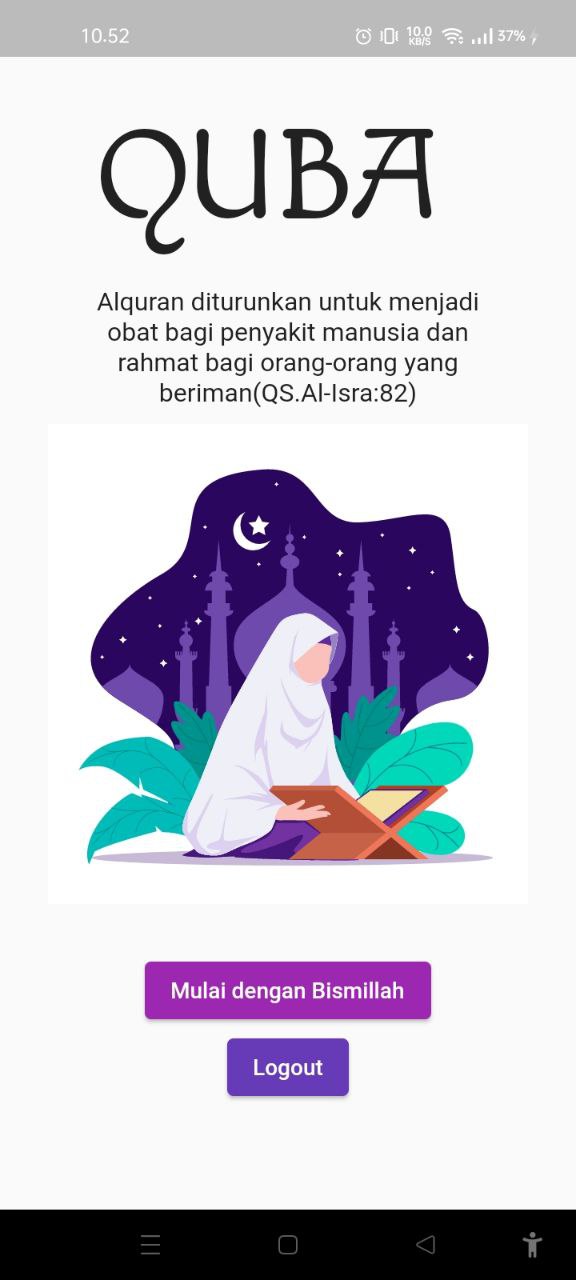 10.52
10.0
KB/S
37%
QUBA
Alquran diturunkan untuk menjadi
obat bagi penyakit manusia dan
rahmat bagi orang-orang yang
beriman(QS.Al-Isra:82)
Mulai dengan Bismillah
Logout